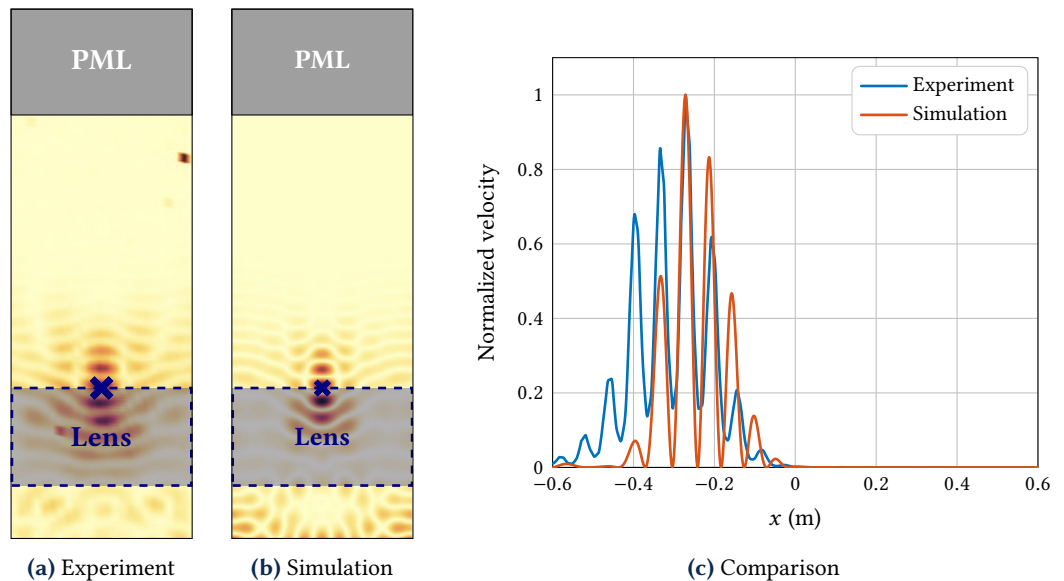 PML
PML
Lens
Lens
(a) Experiment
(b) Simulation
Experiment
Simulation
Normalized velocity
1
0.8
0.6
0.4
0.2
0
−0.6
−0.4
−0.2
0
0.2
0.4
0.6
x (m)
(c) Comparison